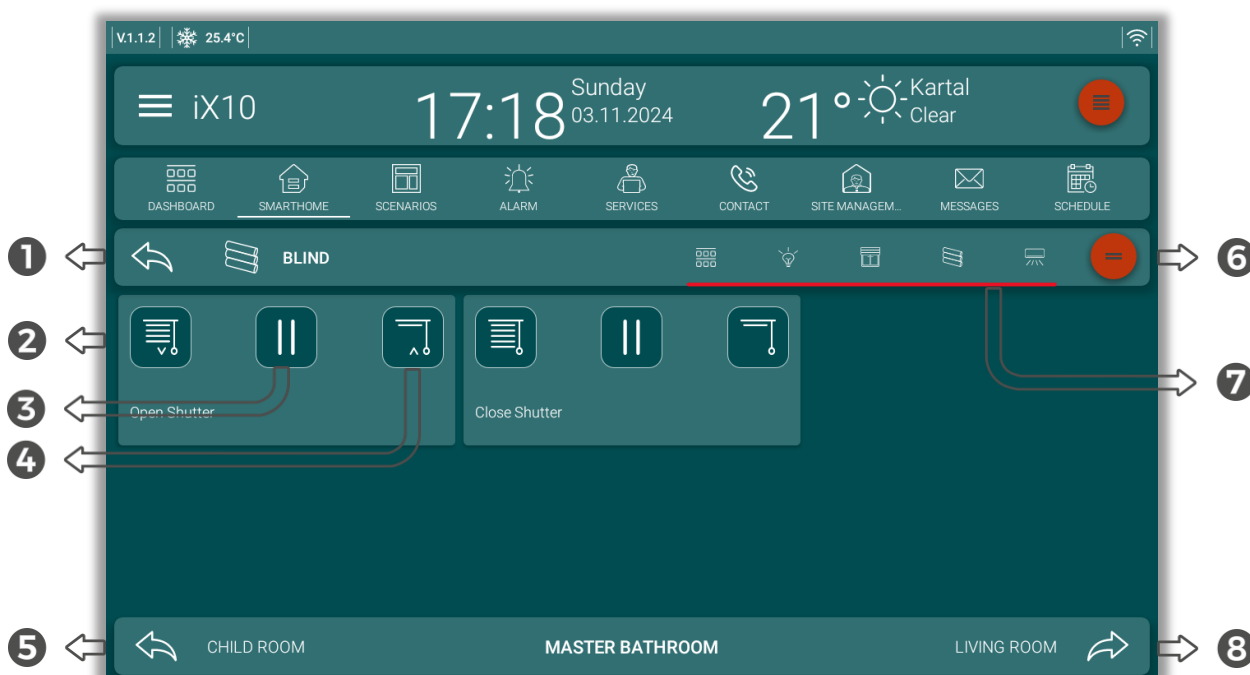 V.1.1.2 25.4°C
iX10
17:18
Sunday
03.11.2024
21°
Kartal
Clear
DASHBOARD SMARTHOME SCENARIOS ALARM SERVICES CONTACT SITE MANAGEM... MESSAGES SCHEDULE
1 BLIND 6
2
7
3 Open Shutter Close Shutter
4
5 CHILD ROOM MASTER BATHROOM LIVING ROOM 8